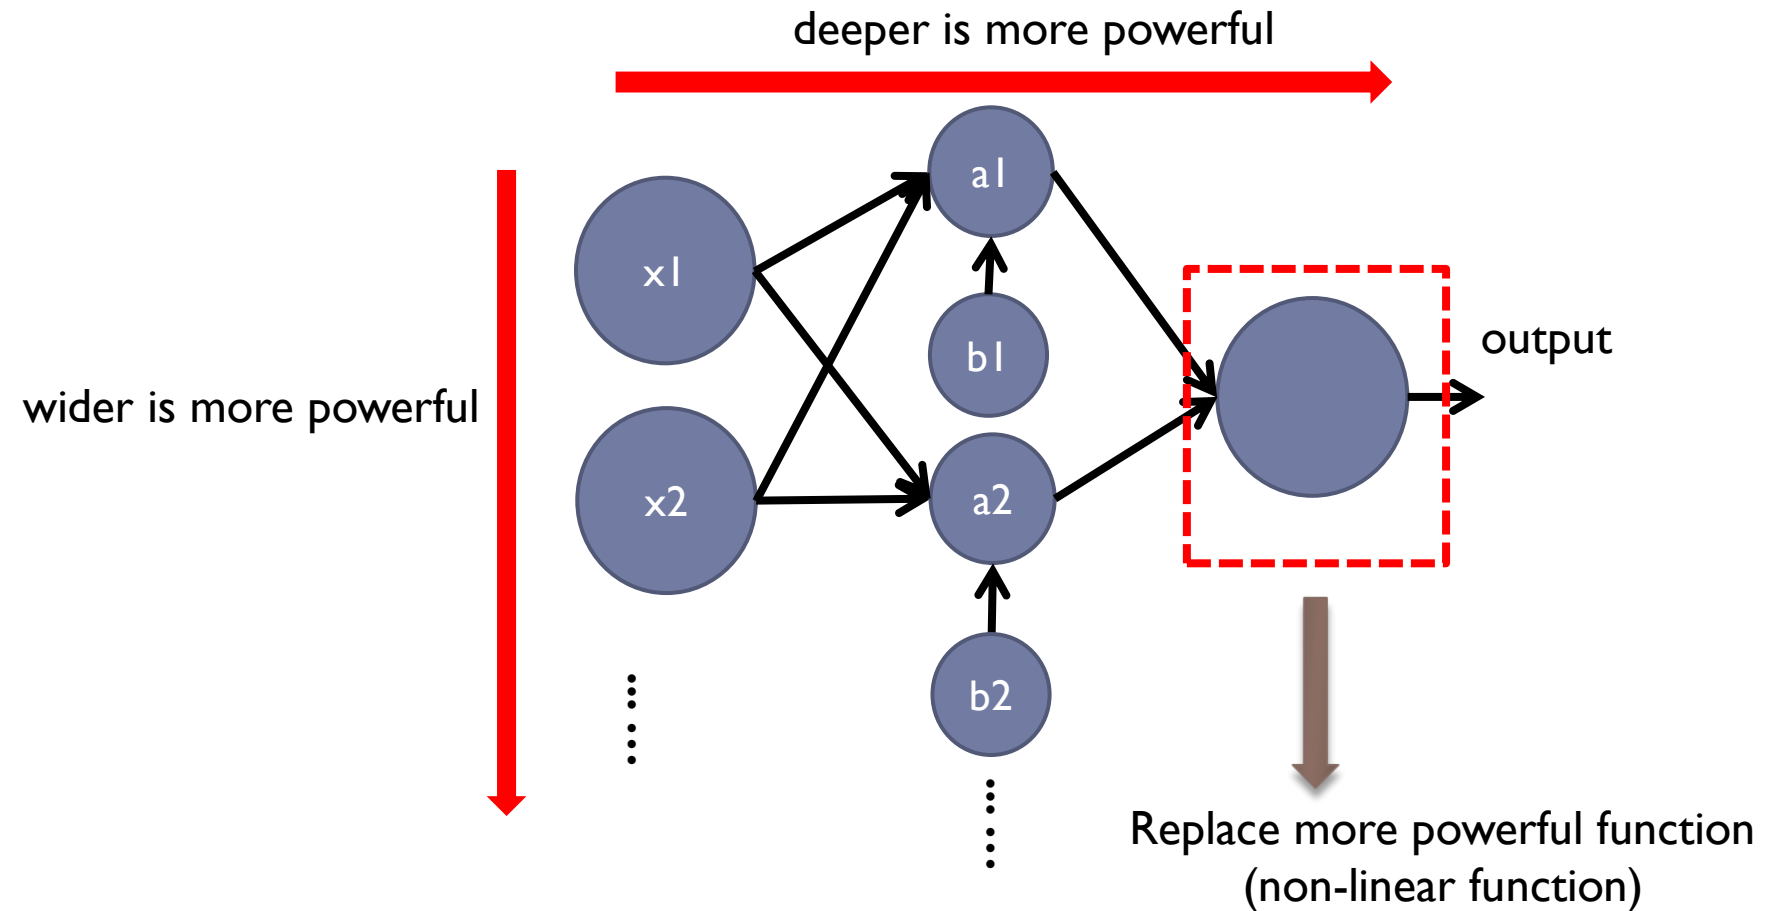 deeper is more powerful
a1
x1
output
b1
wider is more powerful
x2
a2
b2
Replace more powerful function
(non-linear function)